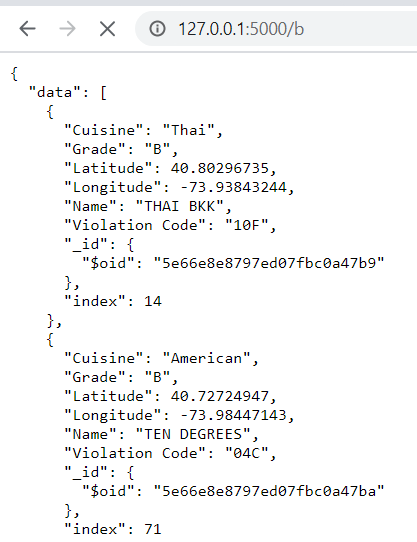 127.0.0.1:5000/b
{
  "data": [
    {
      "Cuisine": "Thai",
      "Grade": "B",
      "Latitude": 40.80296735,
      "Longitude": -73.93843244,
      "Name": "THAI BKK",
      "Violation Code": "10F",
      "_id": {
        "$oid": "5e66e8e8797ed07fbc0a47b9"
      },
      "index": 14
    },
    {
      "Cuisine": "American",
      "Grade": "B",
      "Latitude": 40.72724947,
      "Longitude": -73.98447143,
      "Name": "TEN DEGREES",
      "Violation Code": "04C",
      "_id": {
        "$oid": "5e66e8e8797ed07fbc0a47ba"
      },
      "index": 71